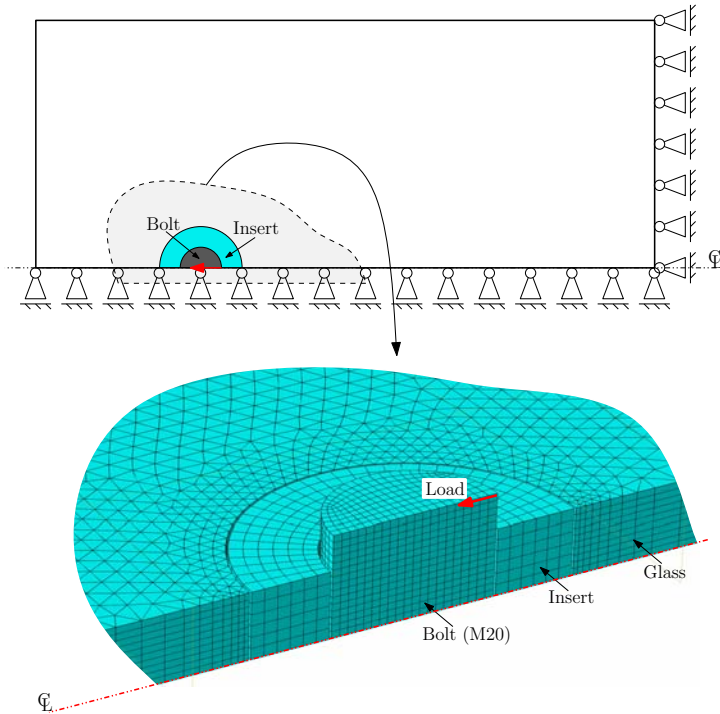 Bolt
Insert
℄
Load
Glass
Insert
Bolt (M20)
℄